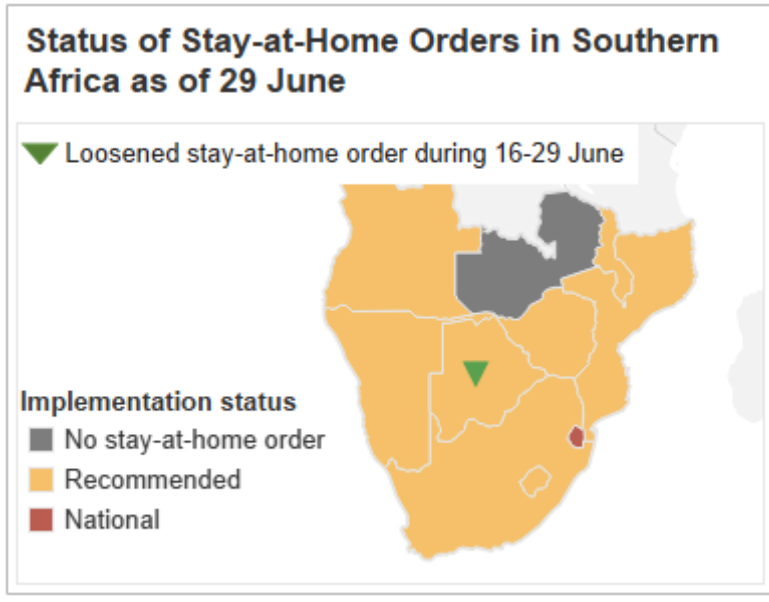 Status of Stay-at-Home Orders in Southern
Africa as of 29 June
Loosened stay-at-home order during 16-29 June
Implementation status
No stay-at-home order
Recommended
National